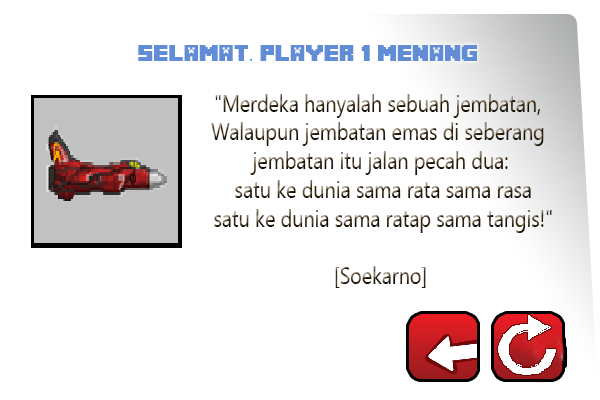 SELAMAT. PLAYER 1 MENANG
"Merdeka hanyalah sebuah jembatan,
Walaupun jembatan emas di seberang
jembatan itu jalan pecah dua:
satu ke dunia sama rata sama rasa
satu ke dunia sama ratap sama tangis!"
[Soekarno]